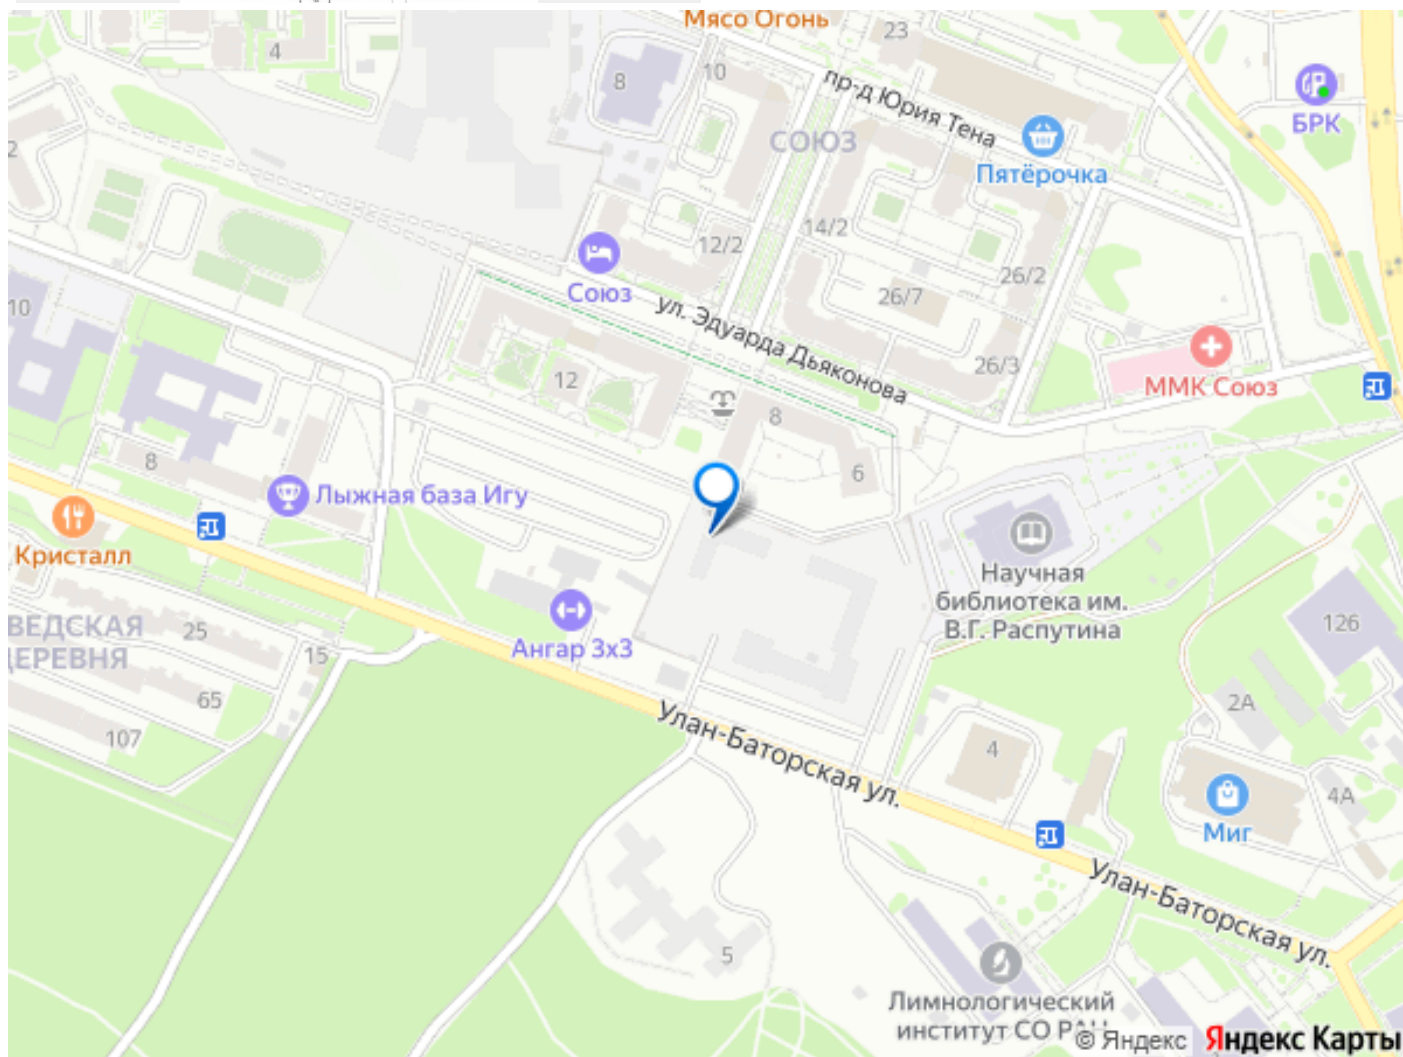 Мясо Огонь
23
4
8
10
пр-д Юрия Тена
БРК
СОЮЗ
Пятёрочка
2
12/2
14/2
26/2
Союз
26/7
10
ул. Эдуарда Дьяконова
26/3
ММК Союз
12
8
8
6
Лыжная база Игу
Кристалл
Научная
библиотека им.
В.Г. Распутина
ВЕДСКАЯ
ДЕРЕВНЯ
25
15
Ангар 3х3
126
65
2А
107
Улан-Баторская ул.
4
4А
Миг
Улан-Баторская ул.
5
Лимнологический
институт СО РАН
© Яндекс Яндекс Карты